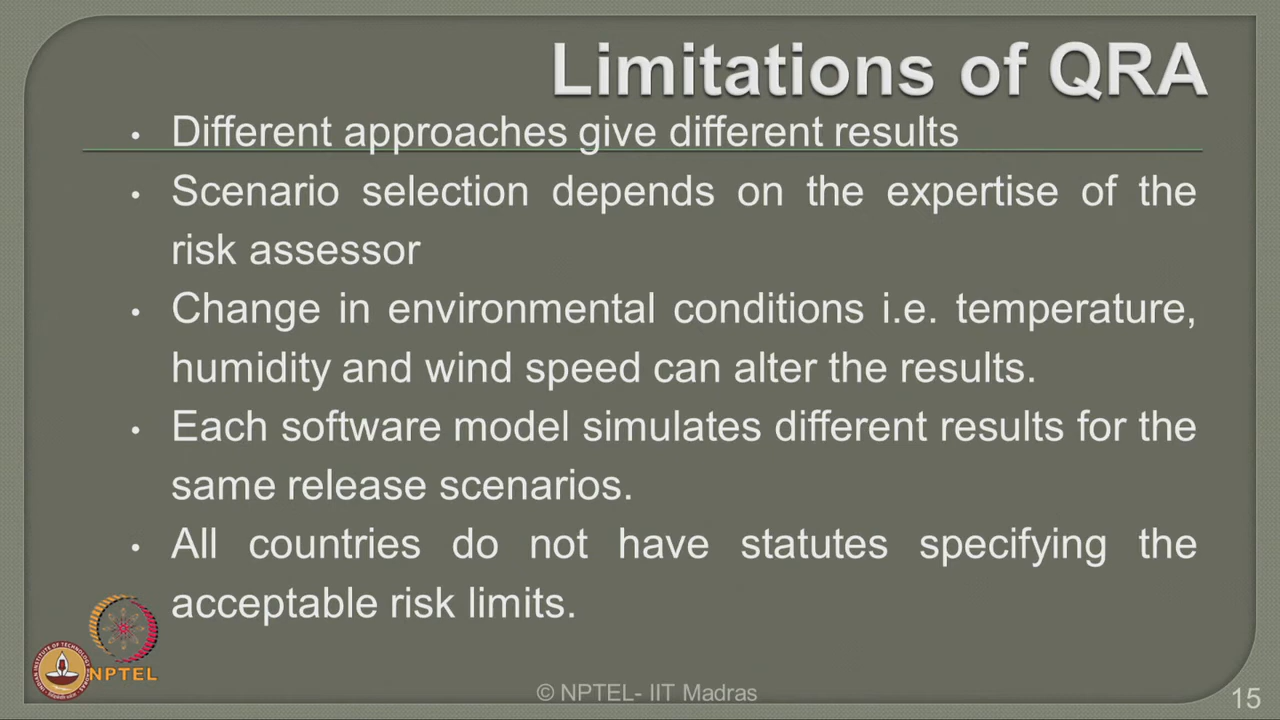 Limitations of QRA
• Different approaches give different results
• Scenario selection depends on the expertise of the
risk assessor
• Change in environmental conditions i.e. temperature,
humidity and wind speed can alter the results.
• Each software model simulates different results for the
same release scenarios.
• All countries do not have statutes specifying the
acceptable risk limits.
NPTEL
© NPTEL- IIT Madras
15